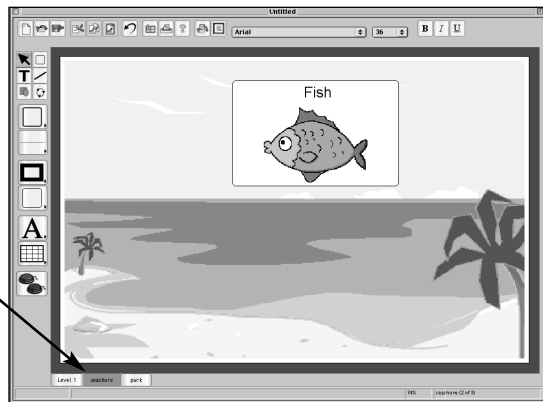 Untitled
Arial 36 B I U
T
Fish
A
Level 1 seashore park
74% seashore (2 of 3)